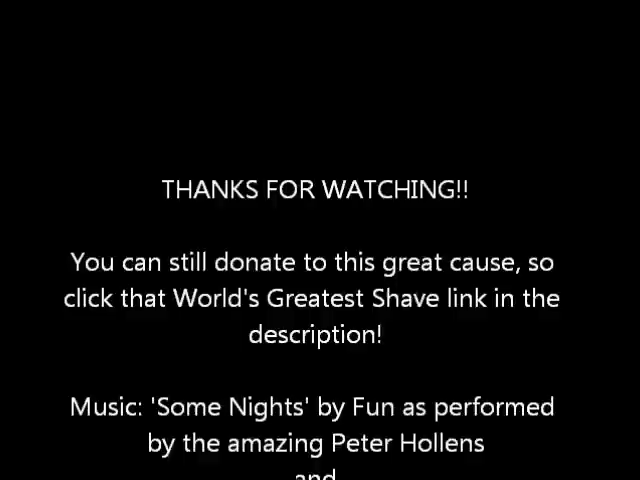 THANKS FOR WATCHING!!
You can still donate to this great cause, so
click that World's Greatest Shave link in the
description!
Music: 'Some Nights' by Fun as performed
by the amazing Peter Hollens
and